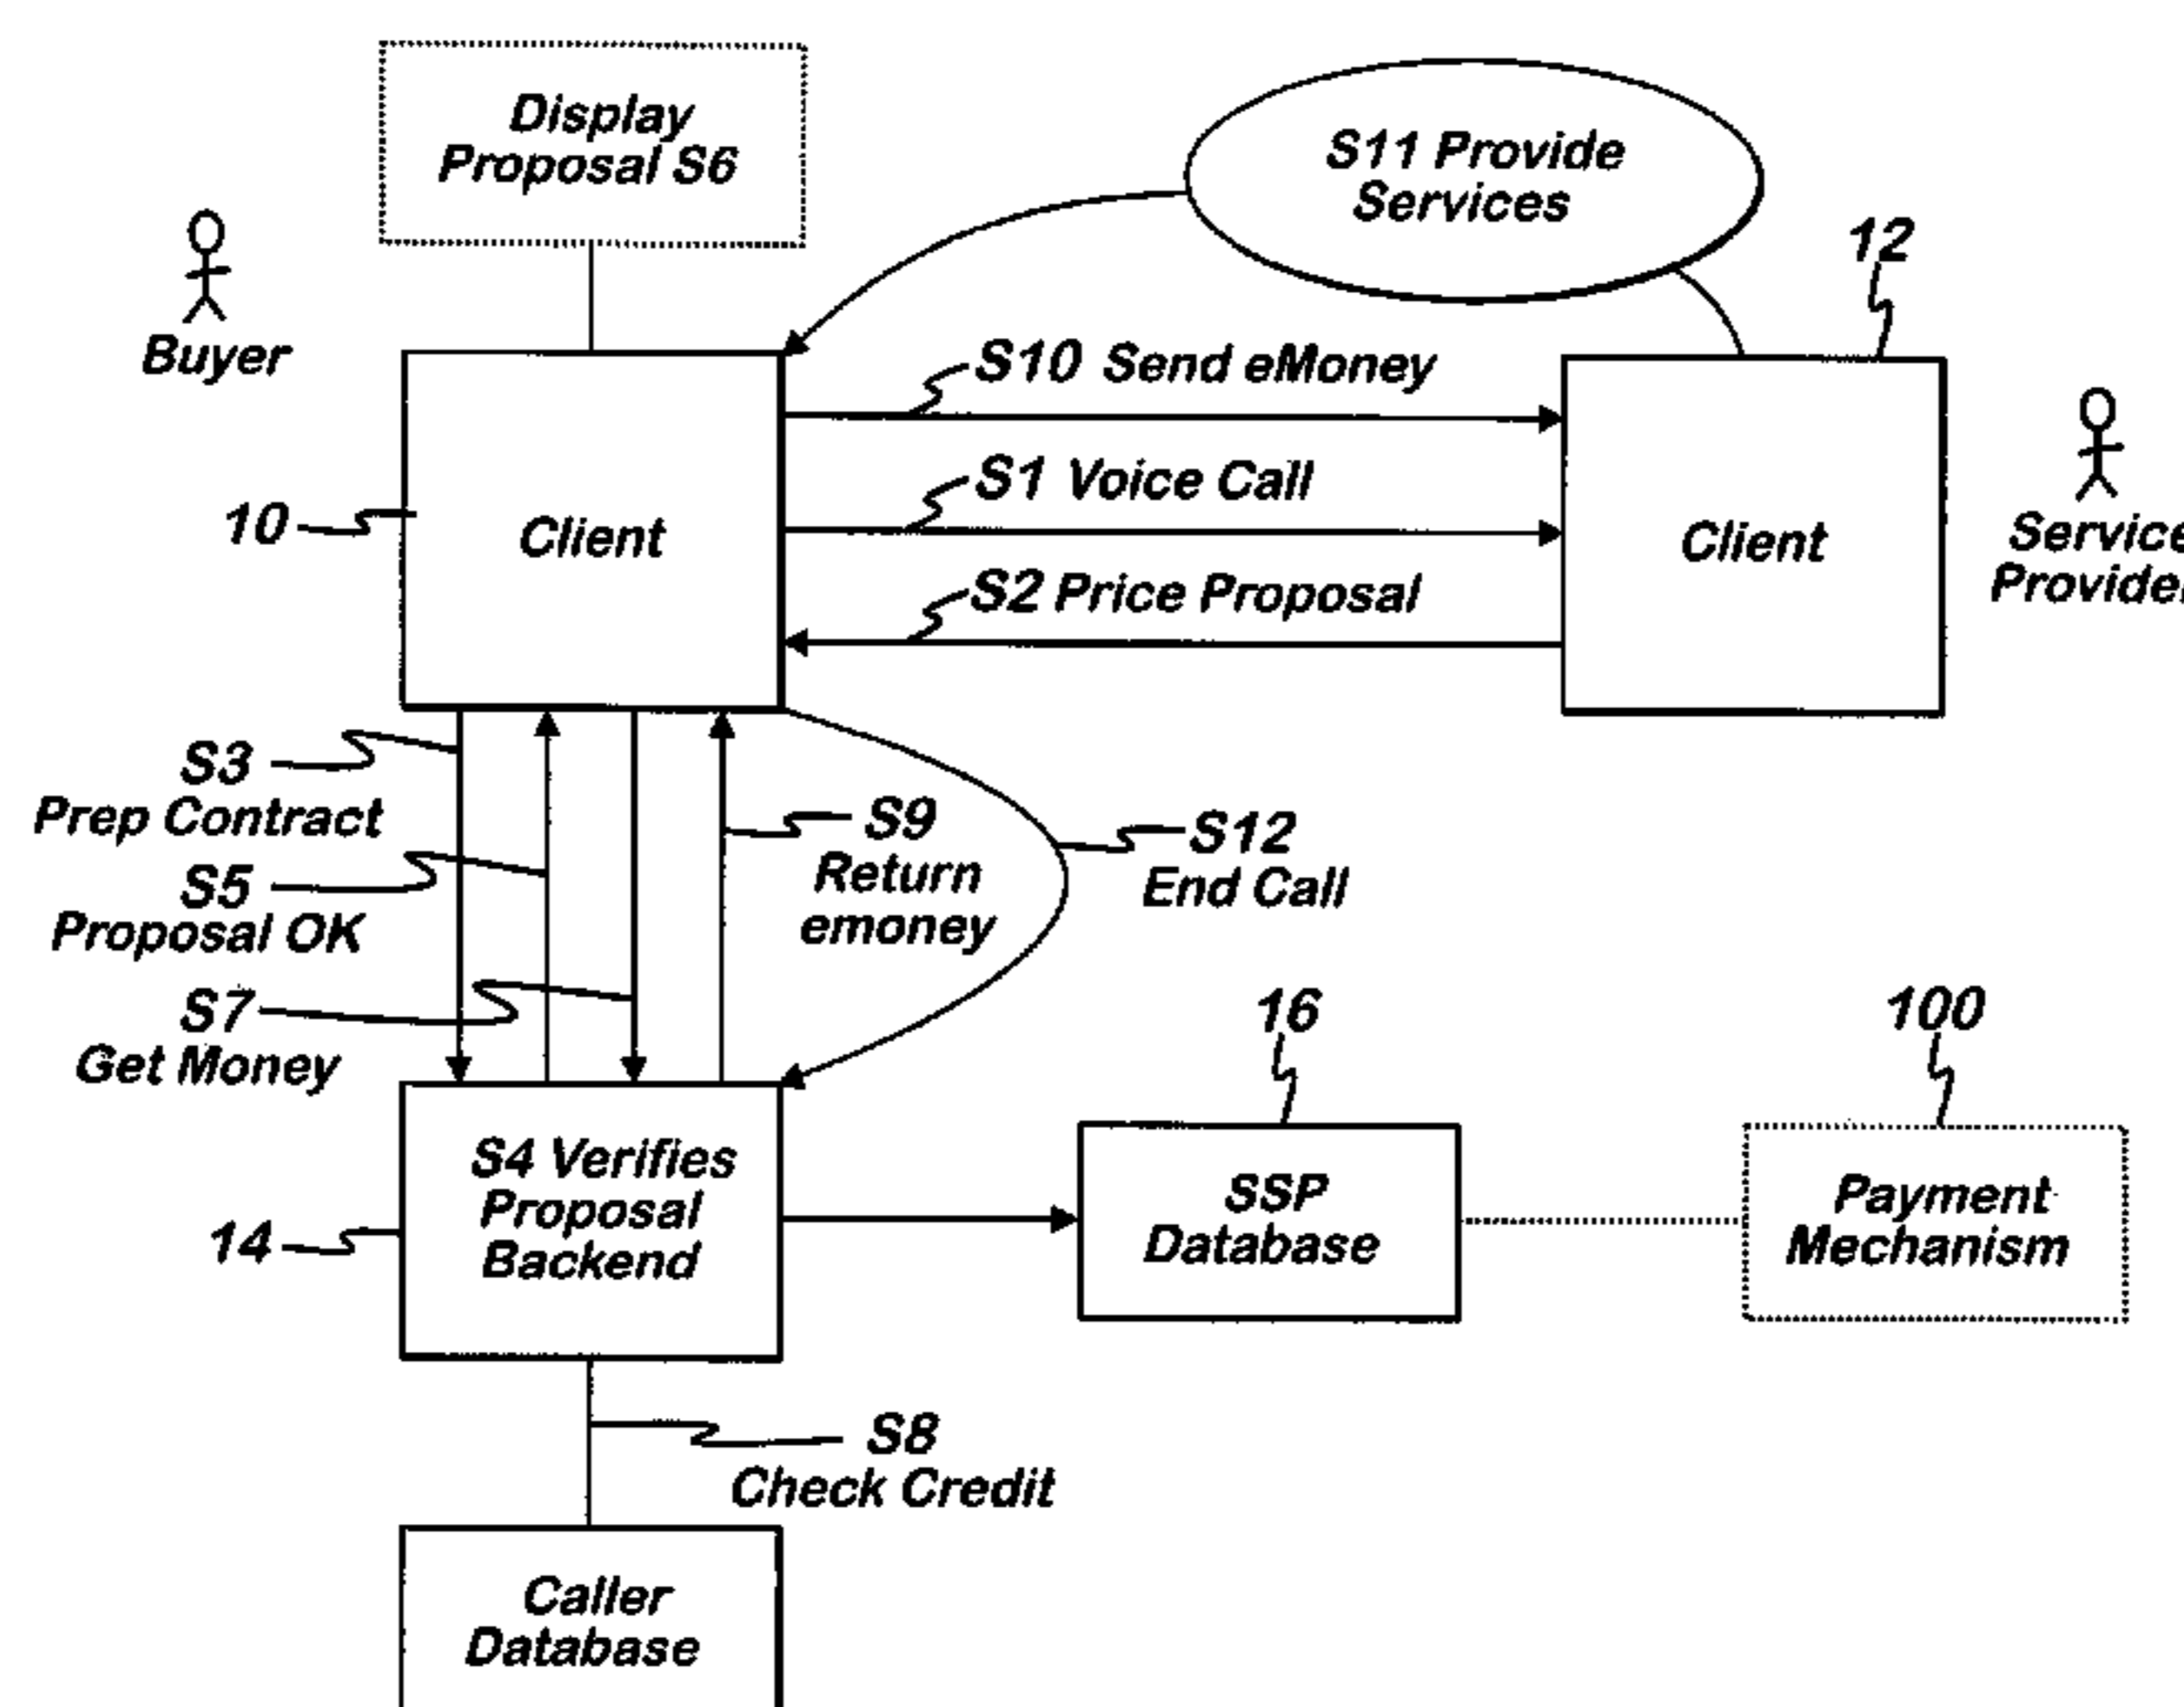 Display
Proposal S6
S11 Provide
Services
12
Buyer
S10 Send eMoney
S1 Voice Call
10
Client
Client
Service
Provider
S2 Price Proposal
S3
Prep Contract
S9
Return
emoney
S12
End Call
S5
Proposal OK
S7
Get Money
16
100
S4 Verifies
Proposal
Backend
14
SSP
Database
Payment
Mechanism
S8
Check Credit
Caller
Database